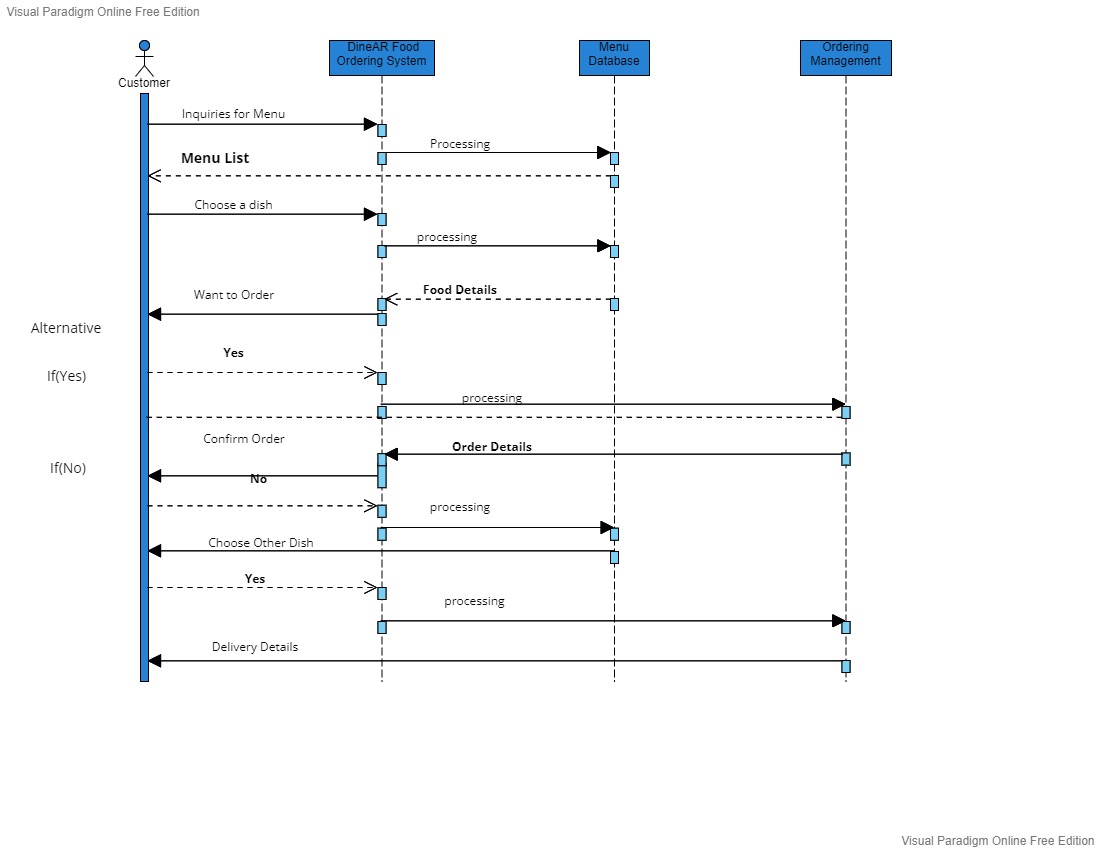 Visual Paradigm Online Free Edition
DineAR Food
Ordering System
Menu
Database
Ordering
Management
Customer
Inquiries for Menu
Processing
Menu List
Choose a dish
processing
Food Details
Want to Order
Alternative
Yes
If(Yes)
processing
Confirm Order
Order Details
If(No)
No
processing
Choose Other Dish
Yes
processing
Delivery Details
Visual Paradigm Online Free Edition